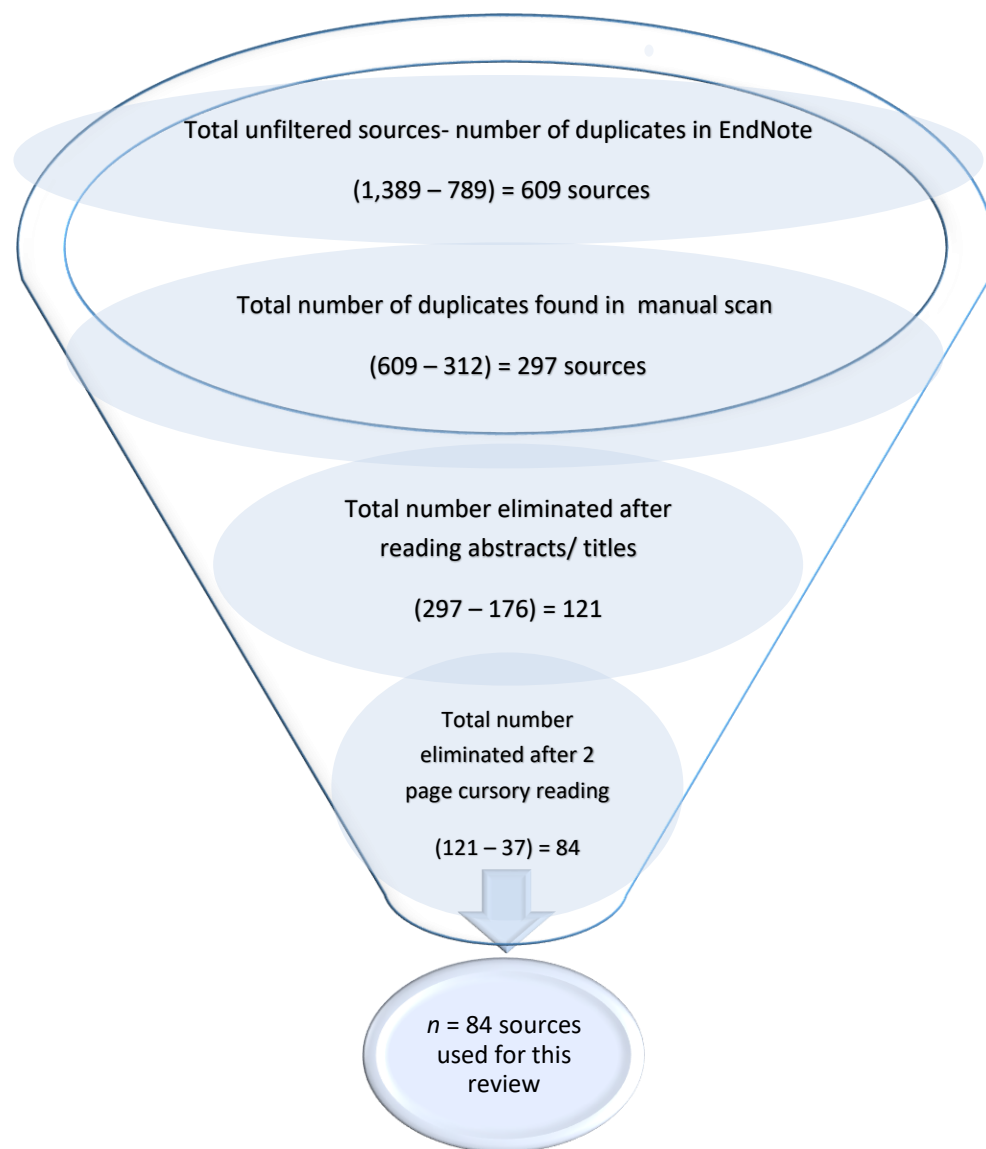 Total unfiltered sources- number of duplicates in EndNote
(1,389 – 789) = 609 sources
Total number of duplicates found in manual scan
(609 – 312) = 297 sources
Total number eliminated after
reading abstracts/ titles
(297 – 176) = 121
Total number
eliminated after 2
page cursory reading
(121 – 37) = 84
n = 84 sources
used for this
review